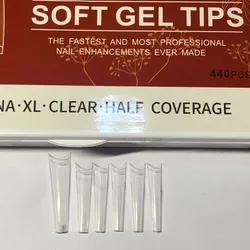 SOFT GEL TIPS
THE FASTEST AND MOST PROFESSIONAL
NAIL ENHANCEMENTS EVER MADE
440PCS
NA·XL·CLEAR·HALF COVERAGE